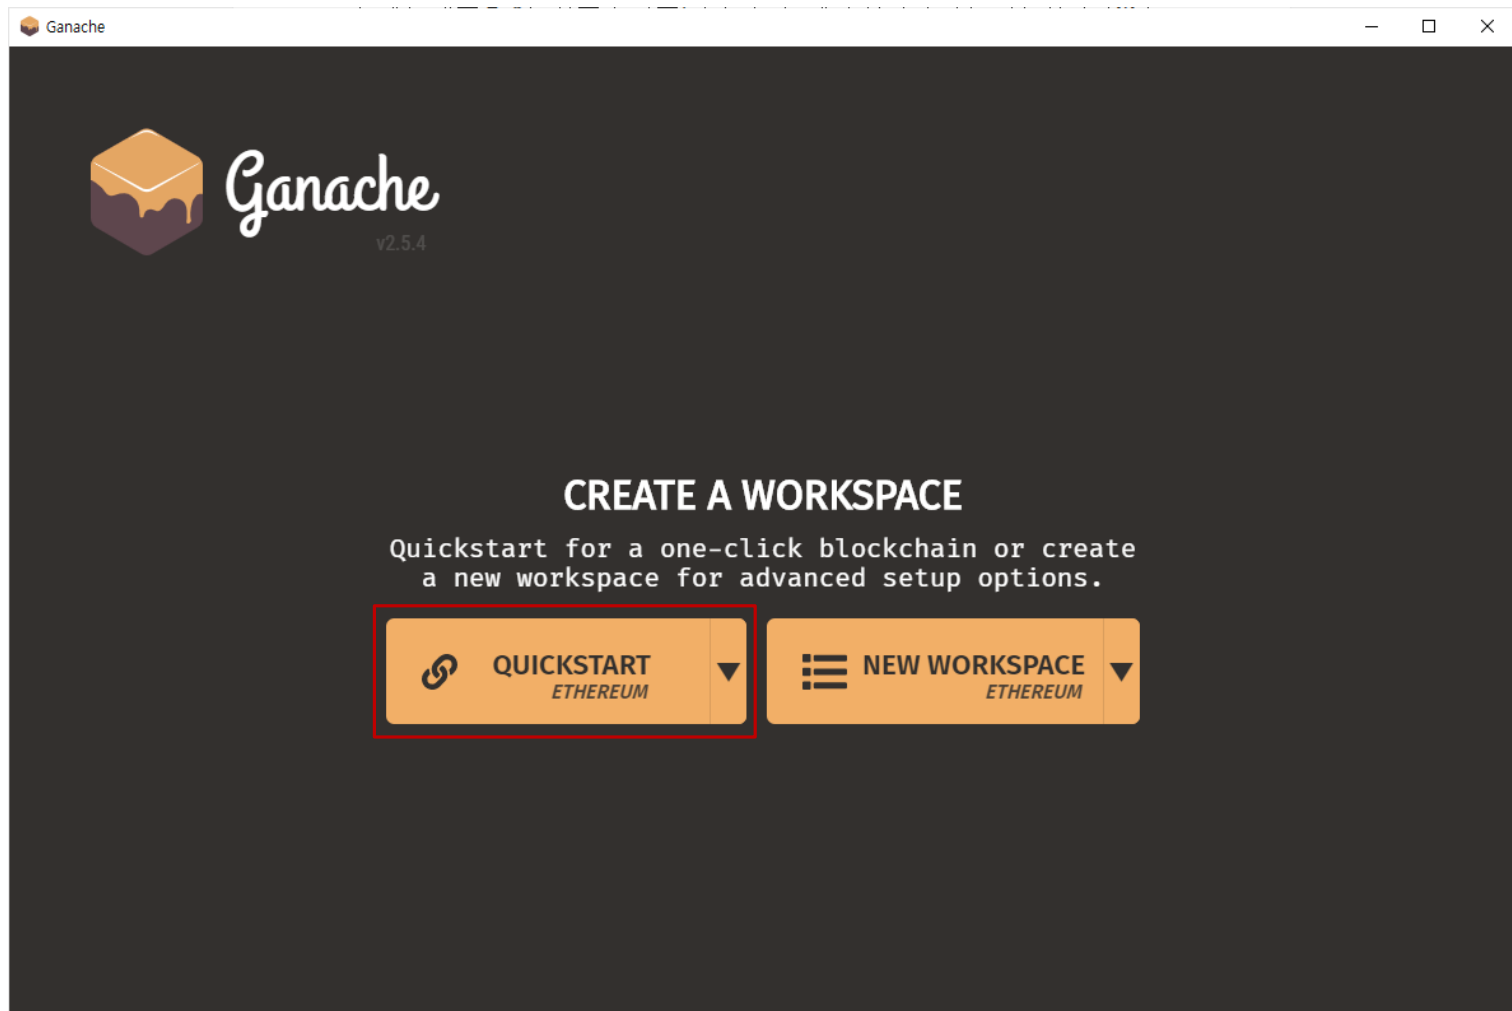 Ganache
Ganache
v2.5.4
CREATE A WORKSPACE
Quickstart for a one-click blockchain or create
a new workspace for advanced setup options.
QUICKSTART
ETHEREUM
NEW WORKSPACE
ETHEREUM